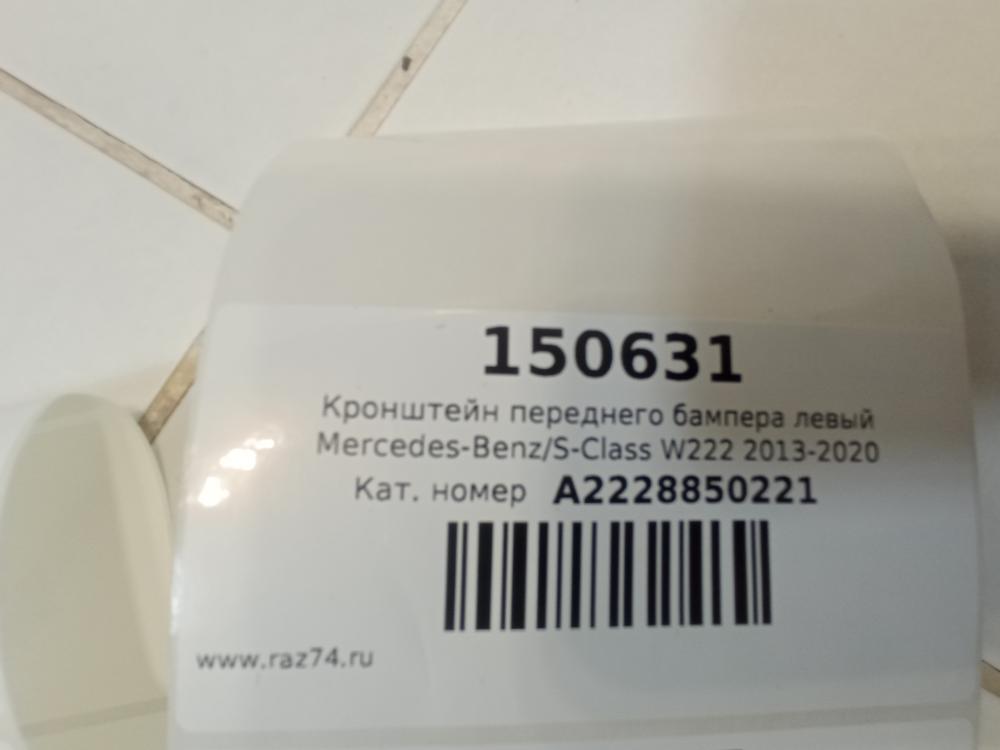 150631
Кронштейн переднего бампера левый
Mercedes-Benz/S-Class W222 2013-2020
Кат. номер A2228850221
www.raz74.ru